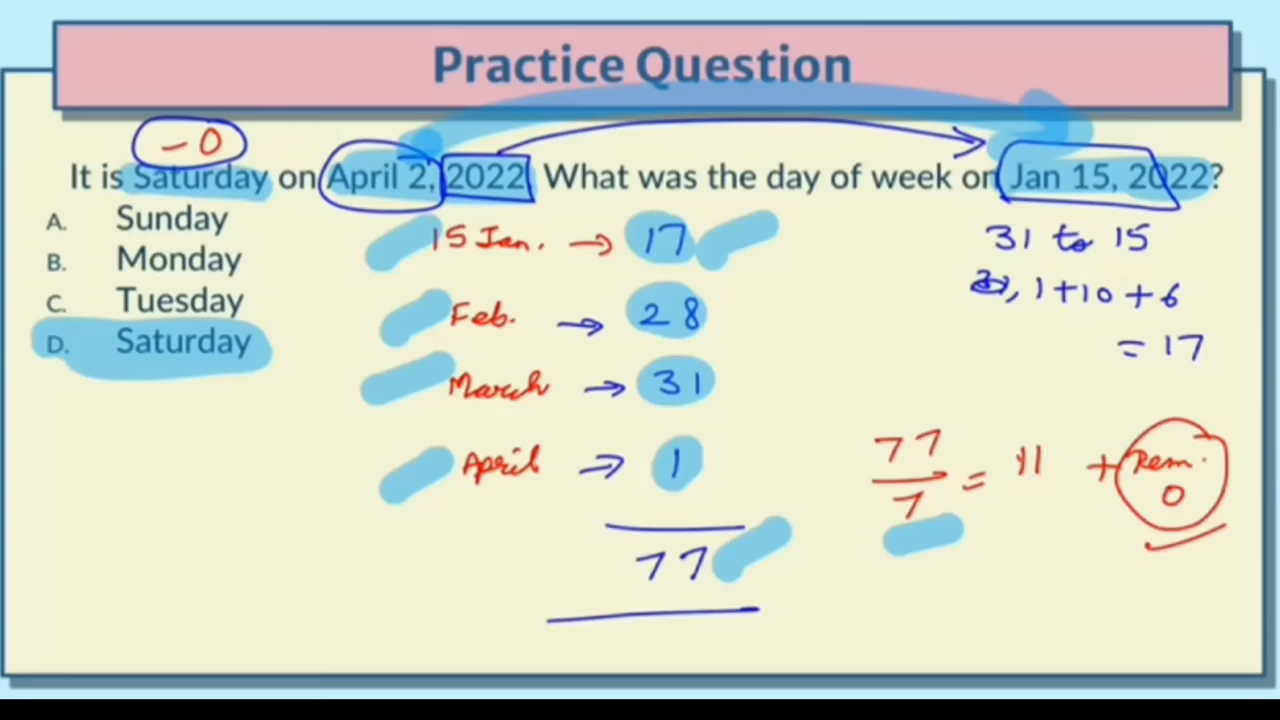 Practice Question
- 0
It is Saturday on April 2, 2022. What was the day of week on Jan 15, 2022?
A. Sunday
B. Monday
C. Tuesday
D. Saturday
15 Jan. → 17
Feb. → 28
March → 31
April → 1
77
31 to 15
, 1+10+6
= 17
77
7
= 11 + Rem.
0